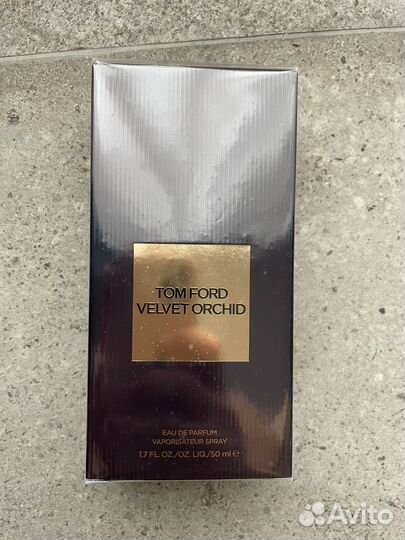 TOM FORD
VELVET ORCHID
EAU DE PARFUM
VAPORISATEUR SPRAY
1.7 FL. OZ./OZ. LIQ./50 ml ℮
Avito